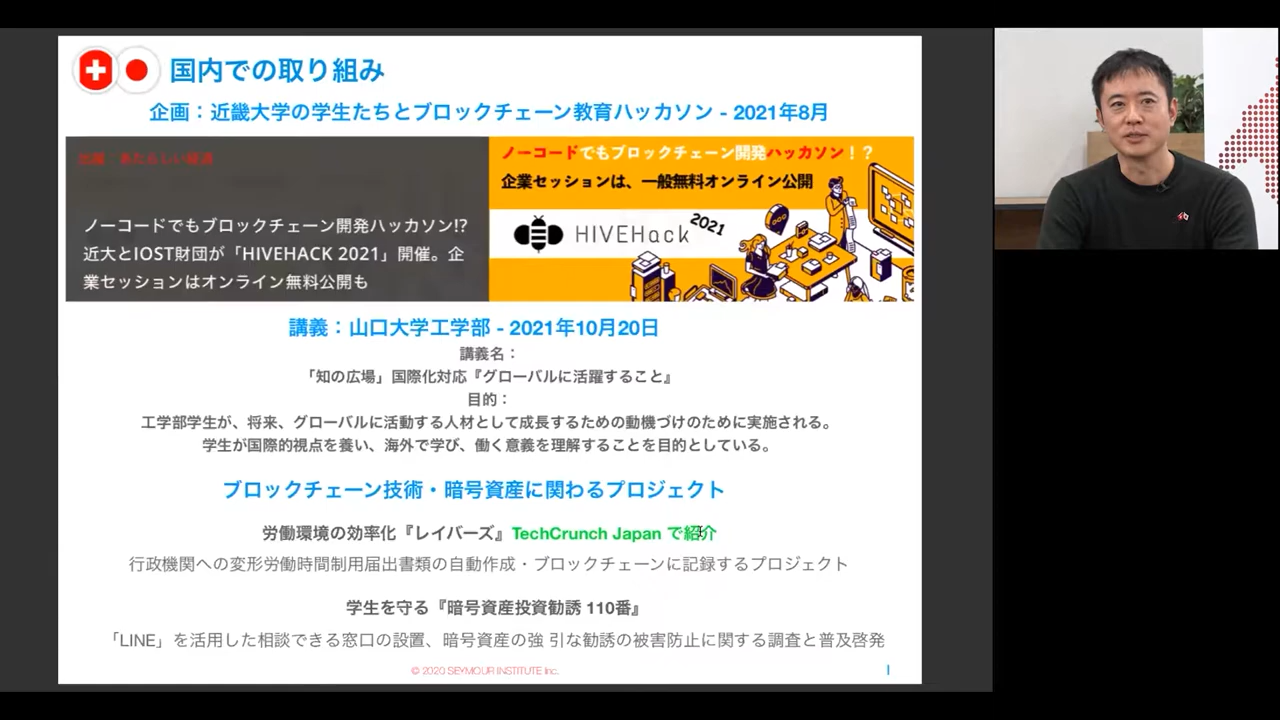 国内での取り組み
企画：近畿大学の学生たちとブロックチェーン教育ハッカソン - 2021年8月
出展：あたらしい経済
ノーコードでもブロックチェーン開発ハッカソン!?
近大とIOST財団が「HIVEHACK 2021」開催。企
業セッションはオンライン無料公開も
ノーコードでもブロックチェーン開発ハッカソン！？
企業セッションは、一般無料オンライン公開
HIVEHack 2021
講義：山口大学工学部 - 2021年10月20日
講義名：
「知の広場」国際化対応『グローバルに活躍すること』
目的：
工学部学生が、将来、グローバルに活動する人材として成長するための動機づけのために実施される。
学生が国際的視点を養い、海外で学び、働く意義を理解することを目的としている。
ブロックチェーン技術・暗号資産に関わるプロジェクト
労働環境の効率化『レイバーズ』TechCrunch Japan で紹介
行政機関への変形労働時間制用届出書類の自動作成・ブロックチェーンに記録するプロジェクト
学生を守る『暗号資産投資勧誘 110番』
「LINE」を活用した相談できる窓口の設置、暗号資産の強 引な勧誘の被害防止に関する調査と普及啓発
© 2020 SEYMOUR INSTITUTE Inc.